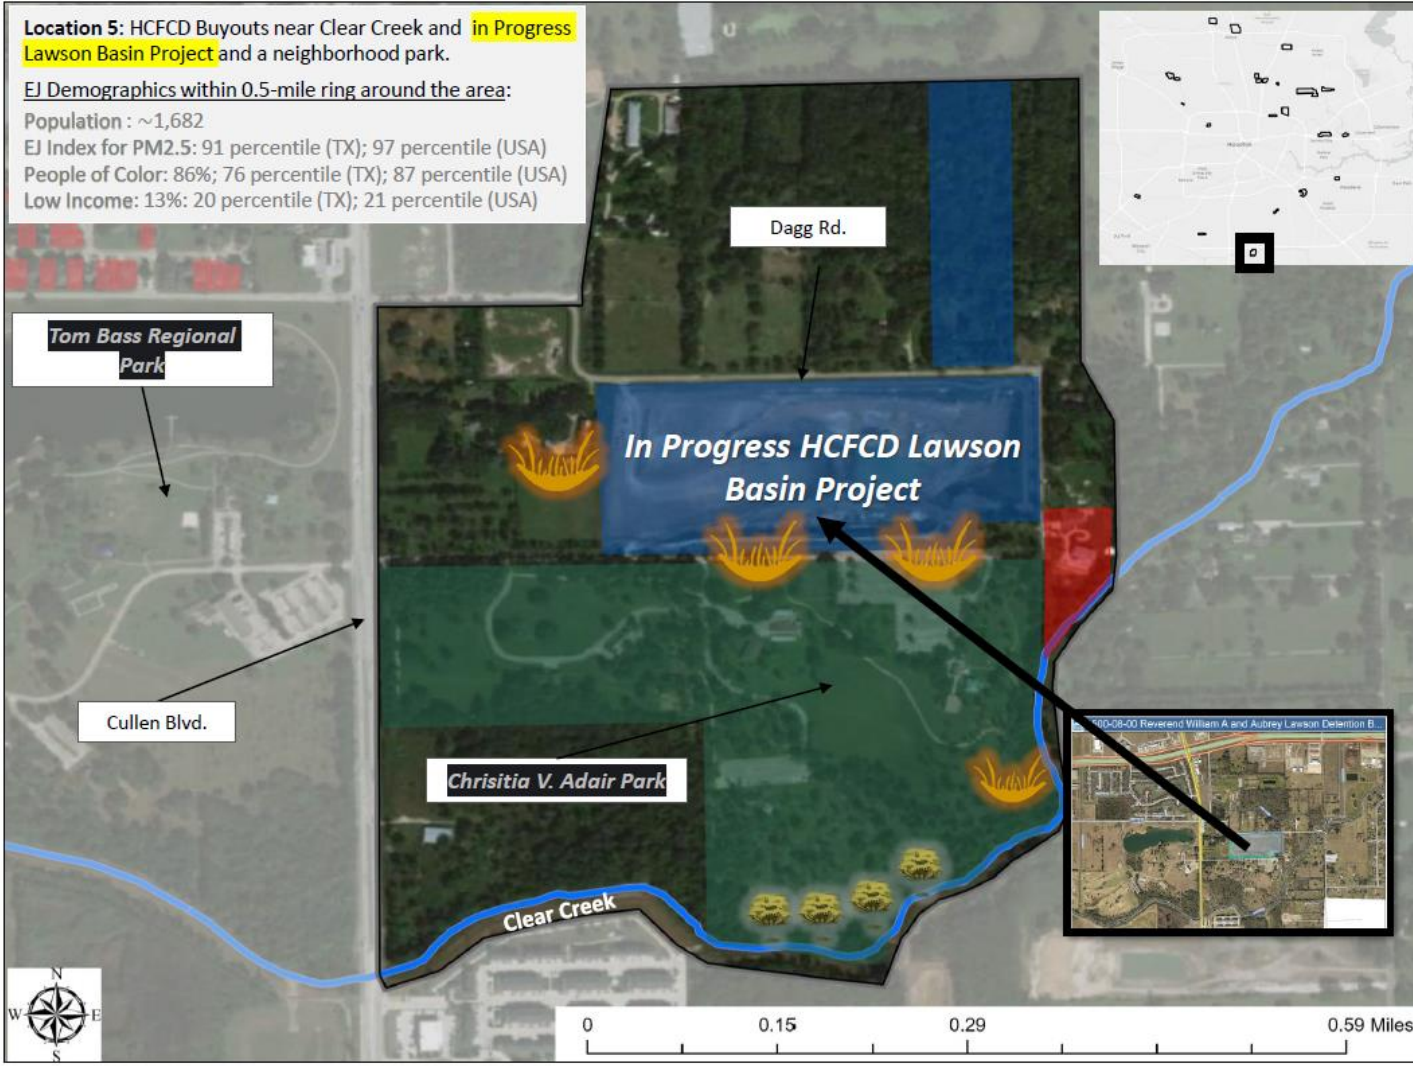 Location 5: HCFCD Buyouts near Clear Creek and in Progress
Lawson Basin Project and a neighborhood park.
EJ Demographics within 0.5-mile ring around the area:
Population : ~1,682
EJ Index for PM2.5: 91 percentile (TX); 97 percentile (USA)
People of Color: 86%; 76 percentile (TX); 87 percentile (USA)
Low Income: 13%: 20 percentile (TX); 21 percentile (USA)
Houston
Dagg Rd.
Tom Bass Regional
Park
In Progress HCFCD Lawson
Basin Project
Cullen Blvd.
Chrisitia V. Adair Park
500-08-00 Reverend William A and Aubrey Lawson Detention B...
Clear Creek
N
W E
S
0 0.15 0.29 0.59 Miles